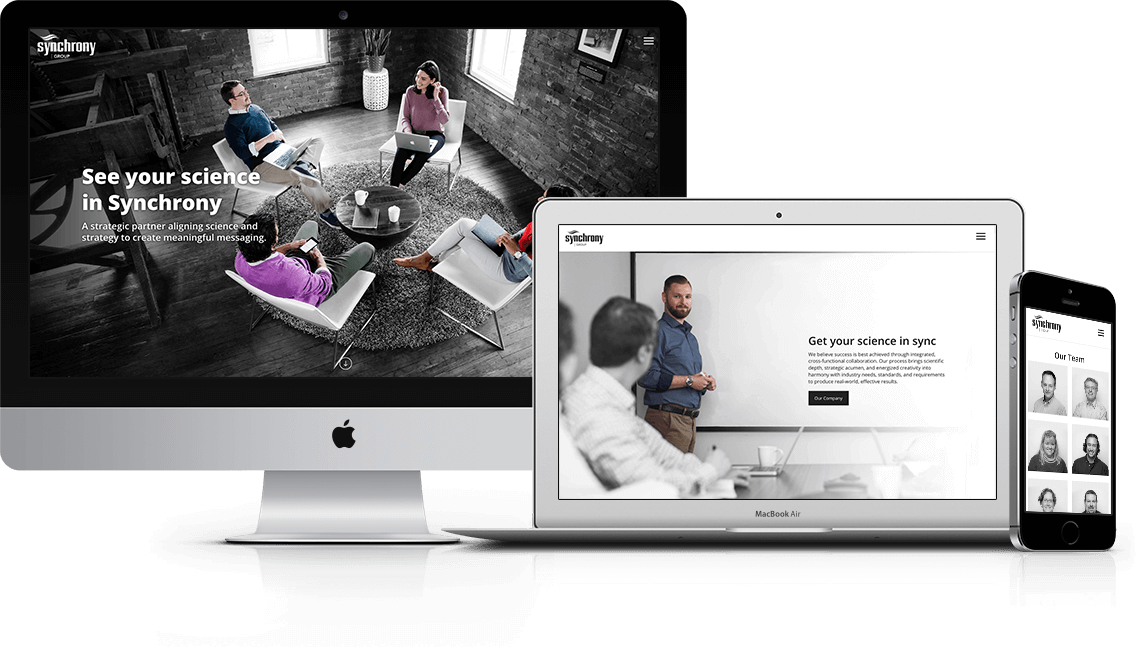 synchrony
GROUP
See your science
in Synchrony
A strategic partner aligning science and
strategy to create meaningful messaging.
synchrony
GROUP
Get your science in sync
We believe success is best achieved through integrated,
cross-functional collaboration. Our process brings scientific
depth, strategic acumen, and energized creativity into
harmony with industry needs, standards, and requirements
to produce real-world, effective results.
Our Company
MacBook Air
synchrony
GROUP
Our Team